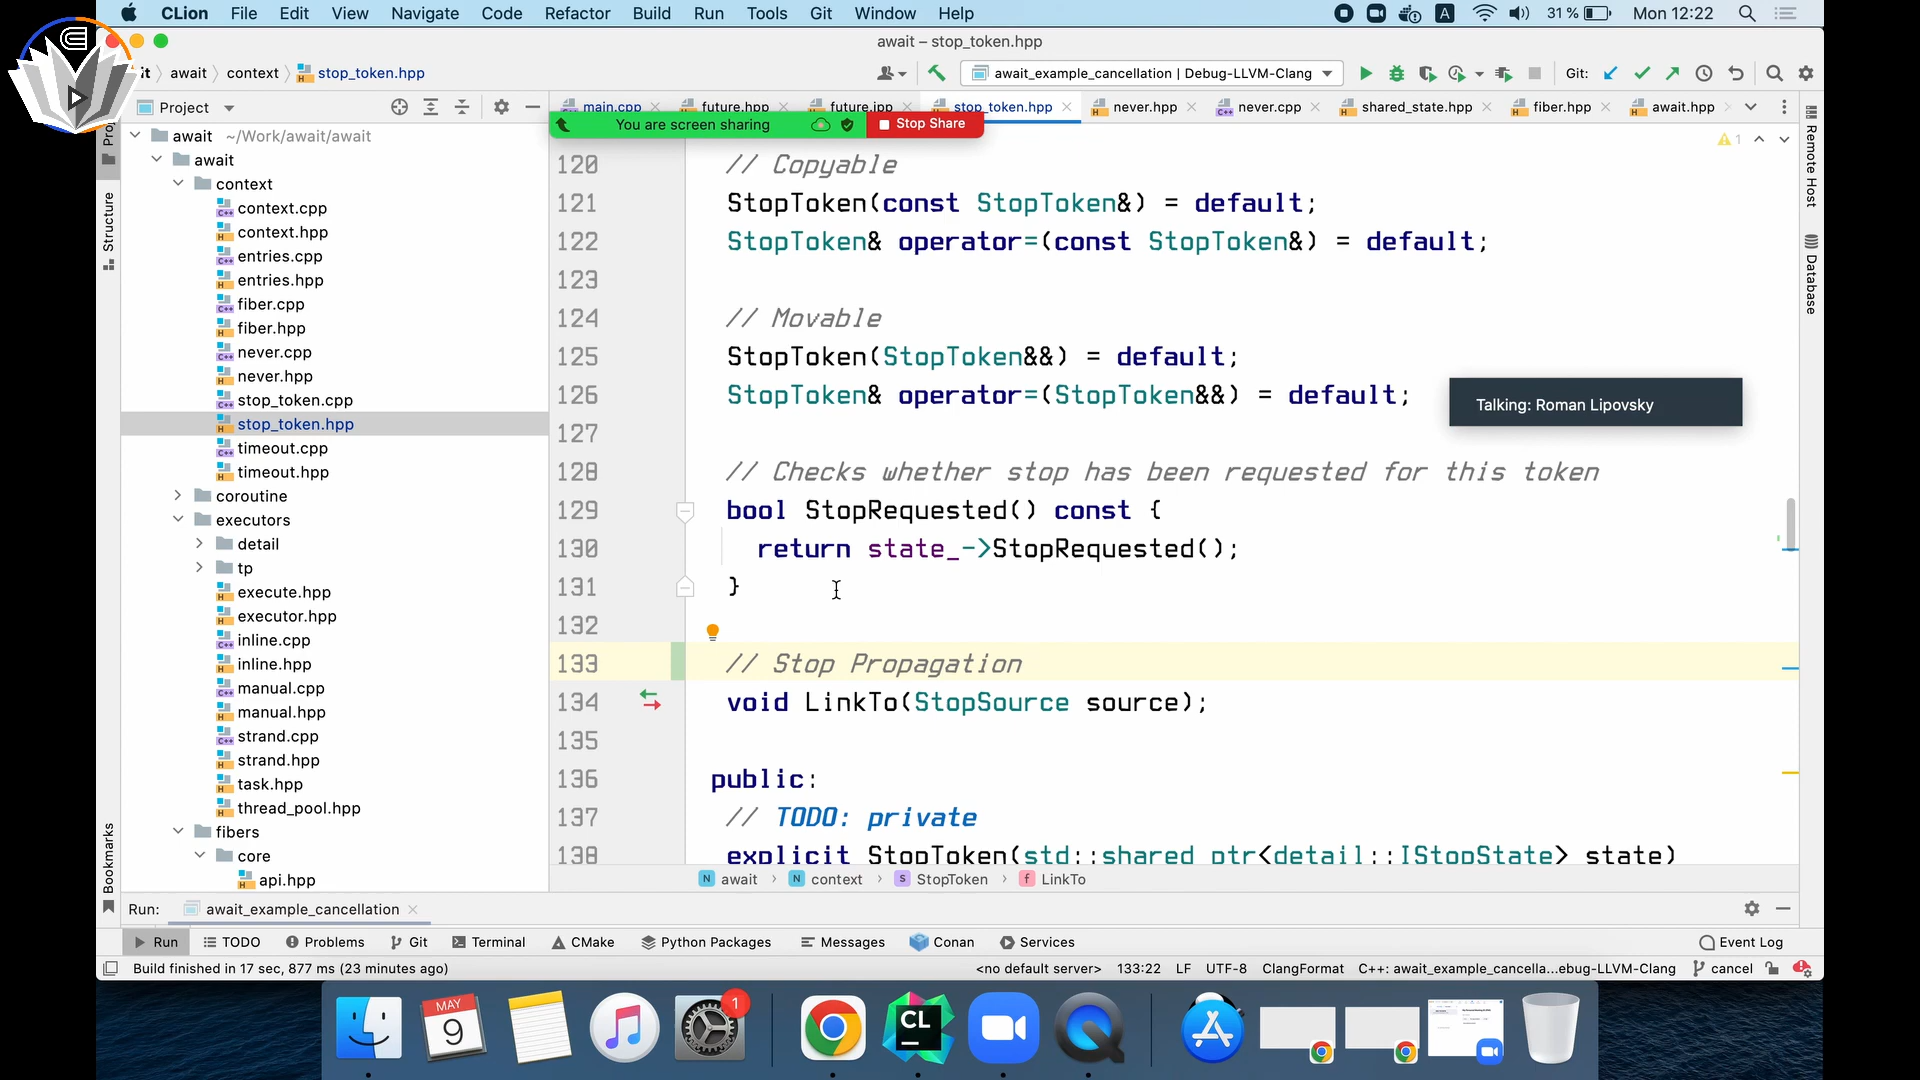 CLion File Edit View Navigate Code Refactor Build Run Tools Git Window Help A 31 % Mon 12:22
await – stop_token.hpp
await context stop_token.hpp await_example_cancellation | Debug-LLVM-Clang Git:
Project main.cpp future.hpp future.ipp stop_token.hpp never.hpp never.cpp shared_state.hpp fiber.hpp await.hpp
You are screen sharing Stop Share
await ~/Work/await/await
await
context
context.cpp
context.hpp
entries.cpp
entries.hpp
fiber.cpp
fiber.hpp
never.cpp
never.hpp
stop_token.cpp
stop_token.hpp
timeout.cpp
timeout.hpp
coroutine
executors
detail
tp
execute.hpp
executor.hpp
inline.cpp
inline.hpp
manual.cpp
manual.hpp
strand.cpp
strand.hpp
task.hpp
thread_pool.hpp
fibers
core
api.hpp
Structure
Bookmarks
1
120 // Copyable
121 StopToken(const StopToken&) = default;
122 StopToken& operator=(const StopToken&) = default;
123
124 // Movable
125 StopToken(StopToken&&) = default;
126 StopToken& operator=(StopToken&&) = default;
127
128 // Checks whether stop has been requested for this token
129 bool StopRequested() const {
130 return state_->StopRequested();
131 }
132
133 // Stop Propagation
134 void LinkTo(StopSource source);
135
136 public:
137 // TODO: private
138 explicit StopToken(std::shared_ptr<detail::IStopState> state)
Talking: Roman Lipovsky
Remote Host
Database
N await N context S StopToken f LinkTo
Run: await_example_cancellation
Run TODO Problems Git Terminal CMake Python Packages Messages Conan Services Event Log
Build finished in 17 sec, 877 ms (23 minutes ago) <no default server> 133:22 LF UTF-8 ClangFormat C++: await_example_cancella...ebug-LLVM-Clang cancel
MAY
9
1
CL